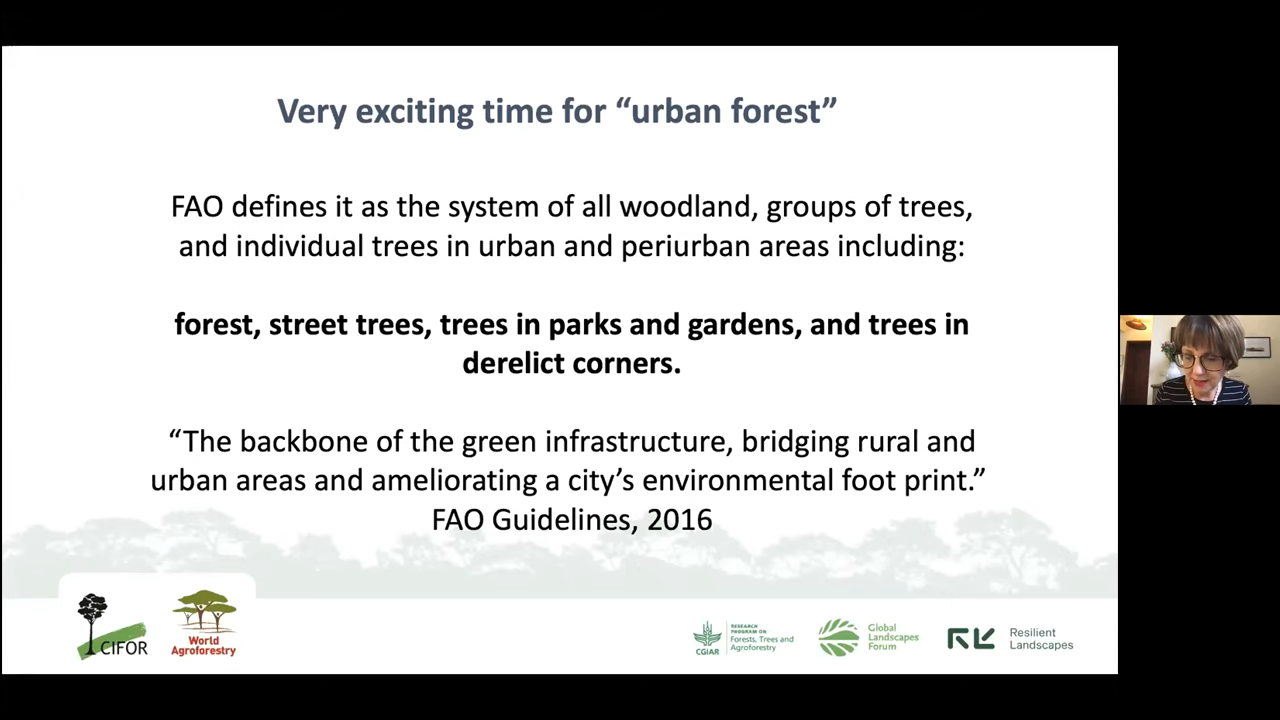 Very exciting time for “urban forest”
FAO defines it as the system of all woodland, groups of trees,
and individual trees in urban and periurban areas including:
forest, street trees, trees in parks and gardens, and trees in
derelict corners.
“The backbone of the green infrastructure, bridging rural and
urban areas and ameliorating a city’s environmental foot print.”
FAO Guidelines, 2016
CIFOR
World
Agroforestry
CGIAR
RESEARCH
PROGRAM ON
Forests, Trees and
Agroforestry
Global
Landscapes
Forum
Resilient
Landscapes